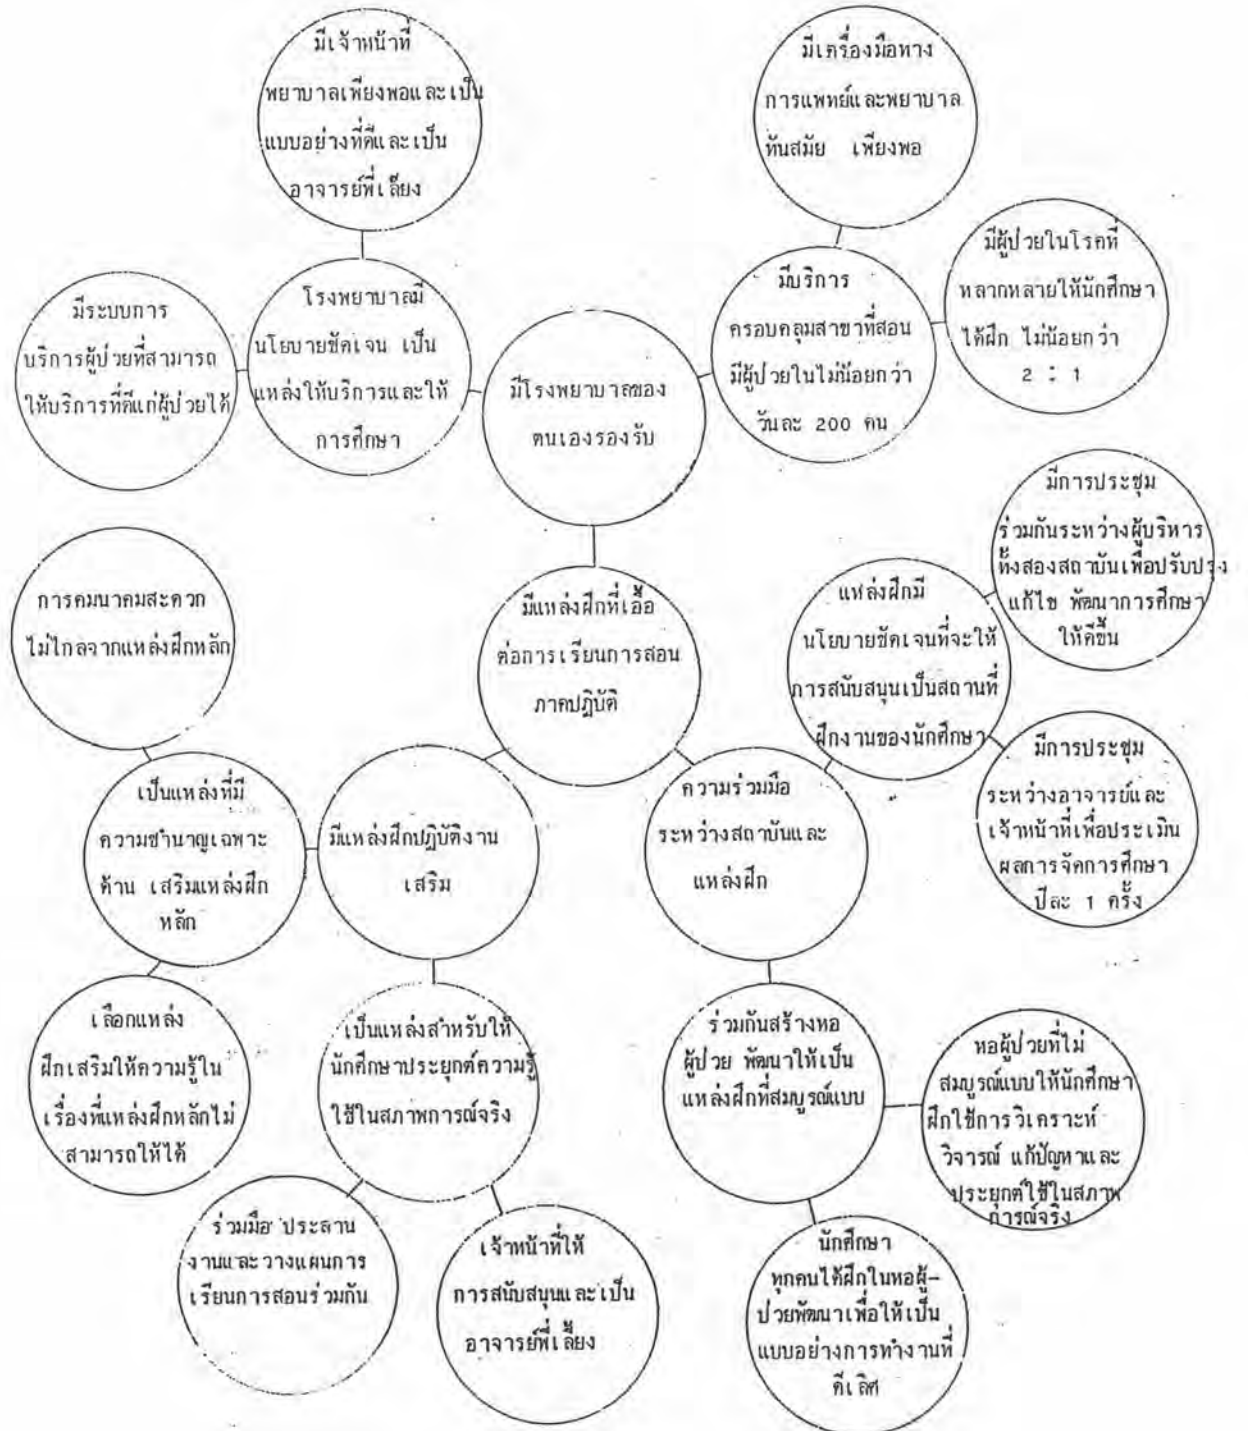 มีเจ้าหน้าที่
พยาบาลเพียงพอและเป็น
แบบอย่างที่ดีและเป็น
อาจารย์พี่เลี้ยง
มีเครื่องมือทาง
การแพทย์และพยาบาล
ทันสมัย เพียงพอ
มีระบบการ
บริการผู้ป่วยที่สามารถ
ให้บริการที่ดีแก่ผู้ป่วยได้
โรงพยาบาลมี
นโยบายชัดเจน เป็น
แหล่งให้บริการและให้
การศึกษา
มีโรงพยาบาลของ
ตนเองรองรับ
มีบริการ
ครอบคลุมสาขาที่สอน
มีผู้ป่วยในไม่น้อยกว่า
วันละ 200 คน
มีผู้ป่วยในโรคที่
หลากหลายให้นักศึกษา
ได้ฝึก ไม่น้อยกว่า
2 : 1
การคมนาคมสะดวก
ไม่ไกลจากแหล่งฝึกหลัก
มีแหล่งฝึกที่เอื้อ
ต่อการเรียนการสอน
ภาคปฏิบัติ
แหล่งฝึกมี
นโยบายชัดเจนที่จะให้
การสนับสนุนเป็นสถานที่
ฝึกงานของนักศึกษา
มีการประชุม
ร่วมกันระหว่างผู้บริหาร
ทั้งสองสถาบันเพื่อปรับปรุง
แก้ไข พัฒนาการศึกษา
ให้ดีขึ้น
เป็นแหล่งที่มี
ความชำนาญเฉพาะ
ด้าน เสริมแหล่งฝึก
หลัก
มีแหล่งฝึกปฏิบัติงาน
เสริม
ความร่วมมือ
ระหว่างสถาบันและ
แหล่งฝึก
มีการประชุม
ระหว่างอาจารย์และ
เจ้าหน้าที่เพื่อประเมิน
ผลการจัดการศึกษา
ปีละ 1 ครั้ง
เลือกแหล่ง
ฝึกเสริมให้ความรู้ใน
เรื่องที่แหล่งฝึกหลักไม่
สามารถให้ได้
เป็นแหล่งสำหรับให้
นักศึกษาประยุกต์ความรู้
ใช้ในสภาพการณ์จริง
ร่วมกันสร้างหอ
ผู้ป่วย พัฒนาให้เป็น
แหล่งฝึกที่สมบูรณ์แบบ
หอผู้ป่วยที่ไม่
สมบูรณ์แบบให้นักศึกษา
ฝึกใช้การวิเคราะห์
วิจารณ์ แก้ปัญหาและ
ประยุกต์ใช้ในสภาพ
การณ์จริง
ร่วมมือ ประสาน
งานและวางแผนการ
เรียนการสอนร่วมกัน
เจ้าหน้าที่ให้
การสนับสนุนและเป็น
อาจารย์พี่เลี้ยง
นักศึกษา
ทุกคนได้ฝึกในหอผู้-
ป่วยพัฒนาเพื่อให้เป็น
แบบอย่างการทำงานที่
ดีเลิศ